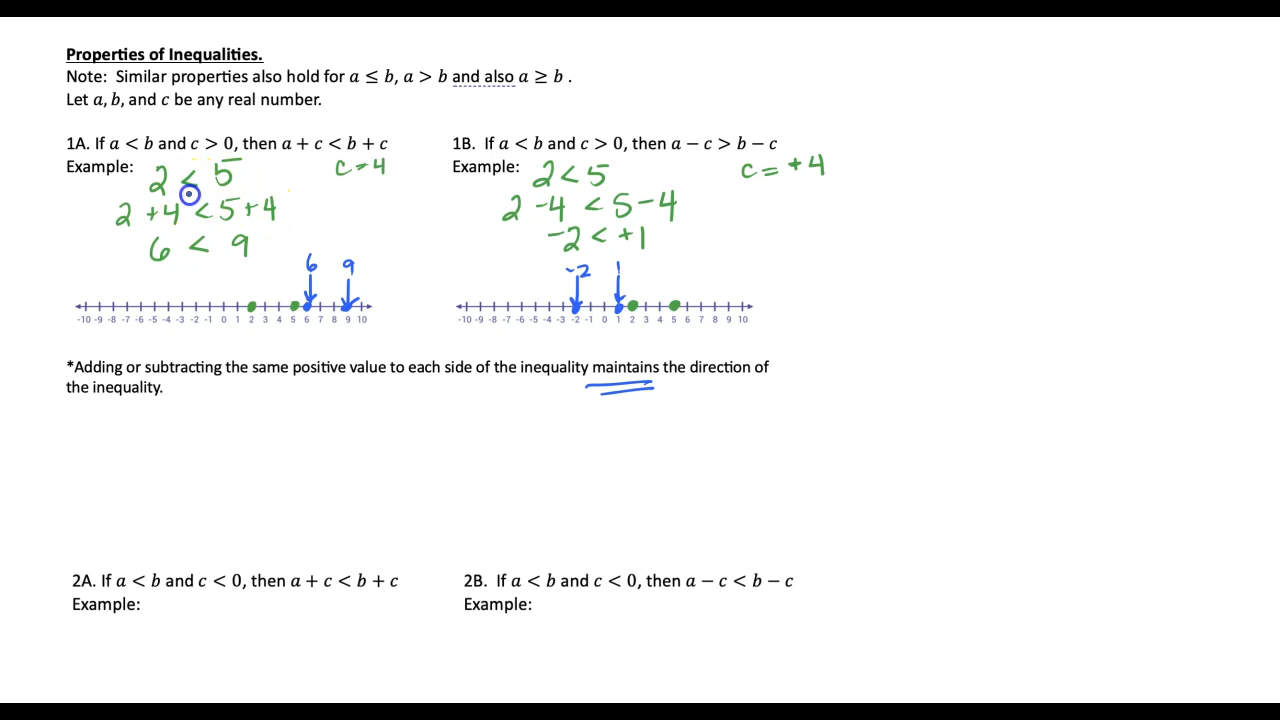 Properties of Inequalities.
Note: Similar properties also hold for a ≤ b, a > b and also a ≥ b .
Let a, b, and c be any real number.
1A. If a < b and c > 0, then a + c < b + c
Example:
2 < 5
c = 4
2 + 4 < 5 + 4
6 < 9
6 9
-10 -9 -8 -7 -6 -5 -4 -3 -2 -1 0 1 2 3 4 5 6 7 8 9 10
1B. If a < b and c > 0, then a − c > b − c
Example:
2 < 5
c = +4
2 - 4 < 5 - 4
-2 < +1
-2 1
-10 -9 -8 -7 -6 -5 -4 -3 -2 -1 0 1 2 3 4 5 6 7 8 9 10
*Adding or subtracting the same positive value to each side of the inequality maintains the direction of
the inequality.
2A. If a < b and c < 0, then a + c < b + c
Example:
2B. If a < b and c < 0, then a − c < b − c
Example: